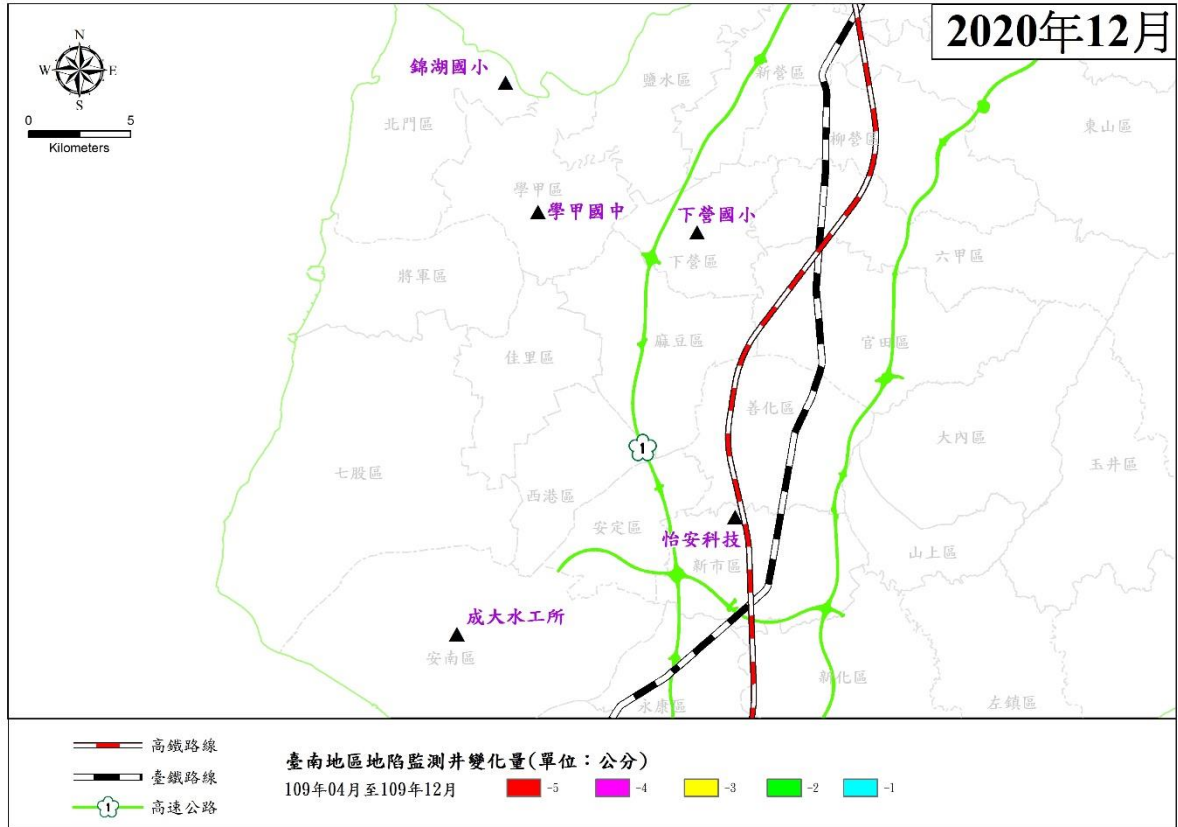 2020年12月
N
W E
S
0 5
Kilometers
錦湖國小
鹽水區
新營區
北門區
東山區
柳營區
學甲區
學甲國中
下營國小
下營區
六甲區
將軍區
麻豆區
官田區
佳里區
善化區
大內區
1
玉井區
七股區
西港區
安定區
怡安科技
山上區
新市區
成大水工所
安南區
新化區
永康區
左鎮區
高鐵路線
臺鐵路線
1 高速公路
臺南地區地陷監測井變化量(單位：公分)
109年04月至109年12月 -5 -4 -3 -2 -1